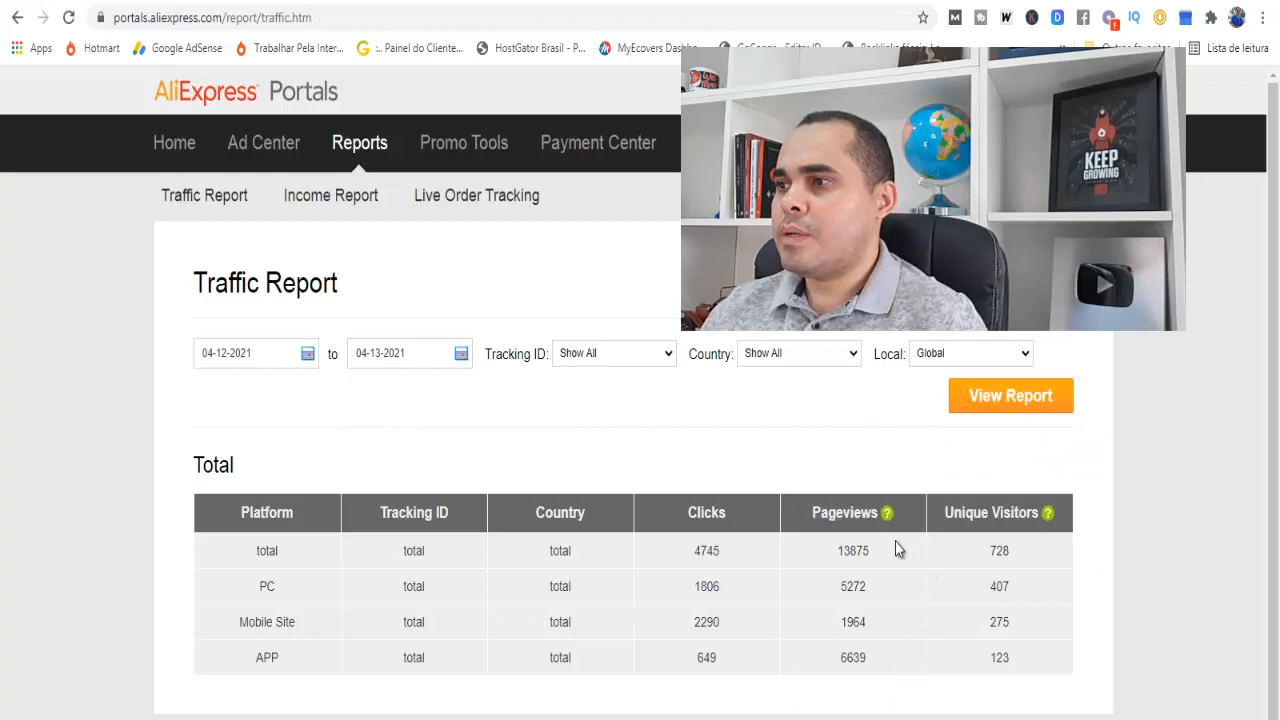 portals.aliexpress.com/report/traffic.htm
Apps Hotmart Google AdSense Trabalhar Pela Inter... : Pano do Clien... HostGator Brasil - P... MyEcovers Dashbo Lista de leitura
AliExpress Portals
Home Ad Center Reports Promo Tools Payment Center
Traffic Report Income Report Live Order Tracking
KEEP
GROWING
Traffic Report
04-12-2021 to 04-13-2021 Tracking ID: Show All Country: Show All Local: Global
View Report
Total
Platform Tracking ID Country Clicks Pageviews ? Unique Visitors ?
total total total 4745 13875 728
PC total total 1806 5272 407
Mobile Site total total 2290 1964 275
APP total total 649 6639 123